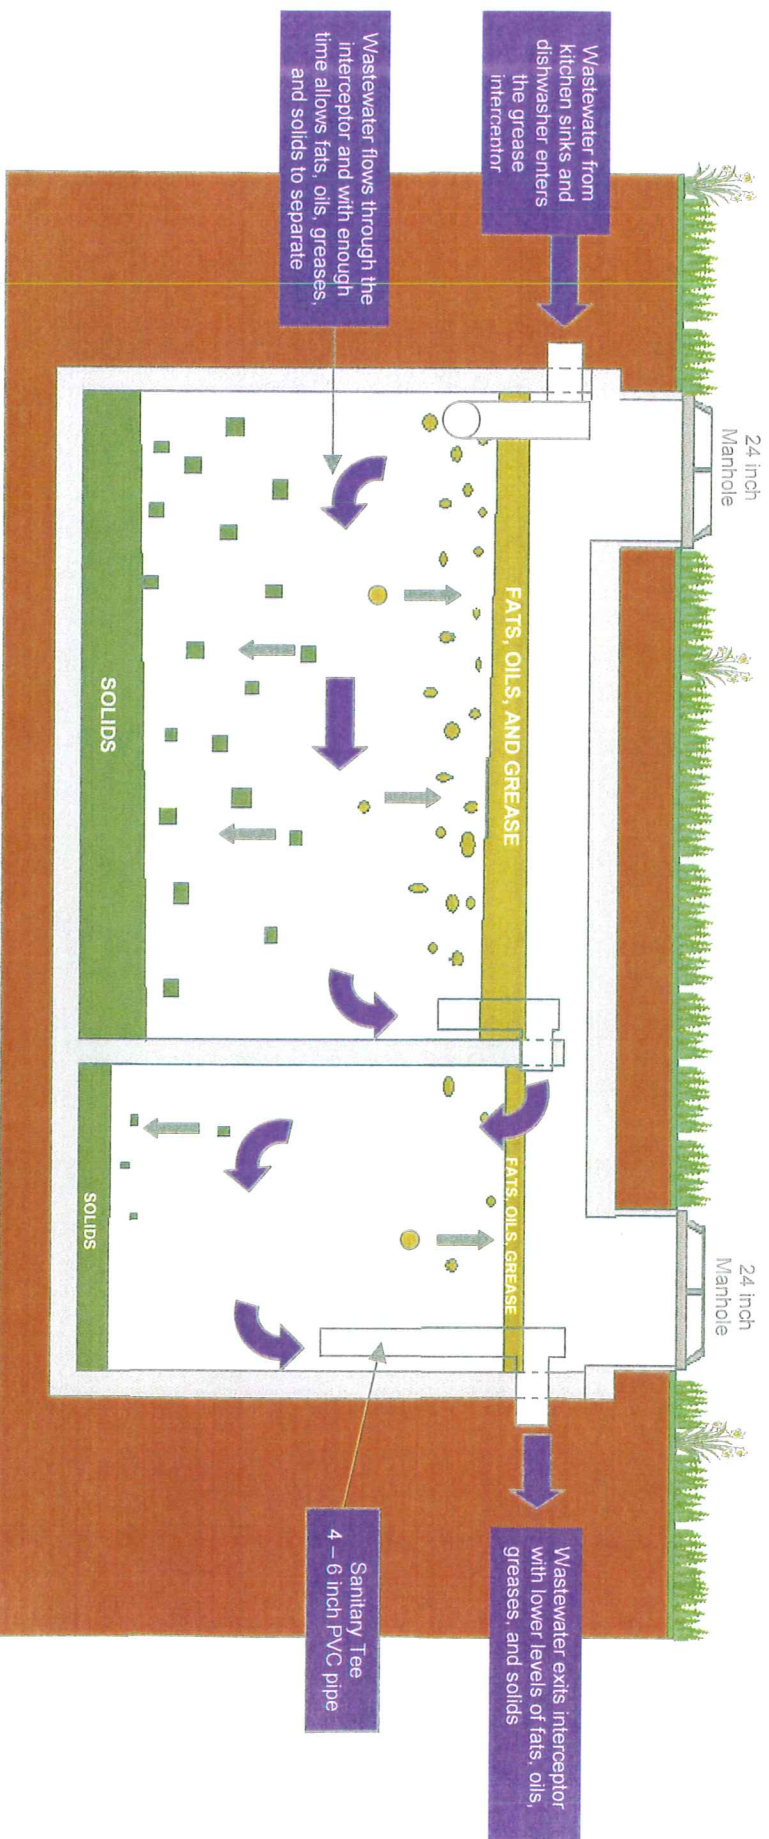 24 inch
Manhole
24 inch
Manhole
Wastewater from
kitchen sinks and
dishwasher enters
the grease
interceptor
Wastewater flows through the
interceptor and with enough
time allows fats, oils, greases,
and solids to separate
FATS, OILS, AND GREASE
SOLIDS
FATS, OILS, GREASE
SOLIDS
Wastewater exits interceptor
with lower levels of fats, oils,
greases, and solids
Sanitary Tee
4 – 6 inch PVC pipe